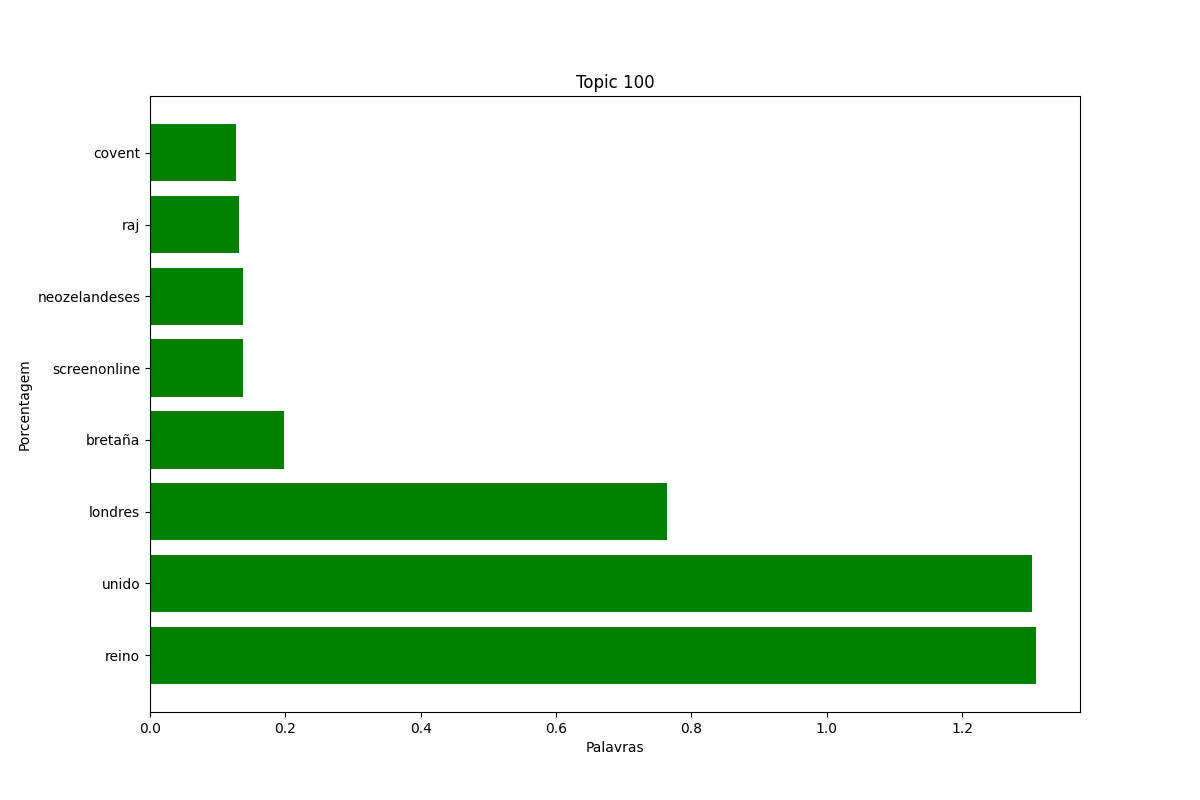 Topic 100
covent
raj
neozelandeses
screenonline
bretaña
londres
unido
reino
Porcentagem
0.0 0.2 0.4 0.6 0.8 1.0 1.2
Palavras